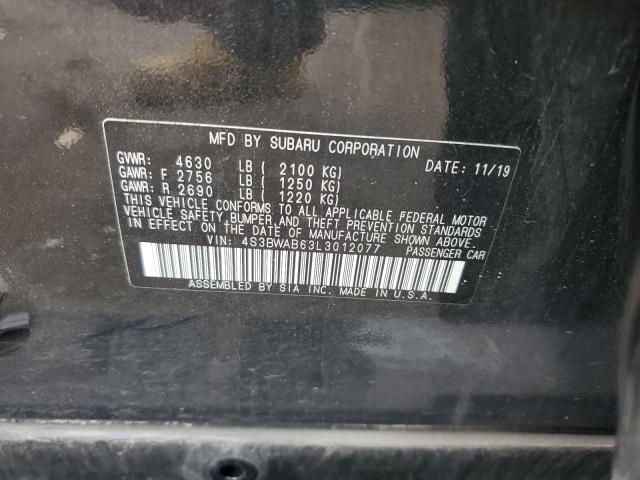 MFD BY SUBARU CORPORATION
GVWR: 4630 LB ( 2100 KG) DATE: 11/19
GAWR: F 2756 LB ( 1250 KG)
GAWR: R 2690 LB ( 1220 KG)
THIS VEHICLE CONFORMS TO ALL APPLICABLE FEDERAL MOTOR
VEHICLE SAFETY, BUMPER, AND THEFT PREVENTION STANDARDS
IN EFFECT ON THE DATE OF MANUFACTURE SHOWN ABOVE.
VIN: 4S3BWAB63L3012077 PASSENGER CAR
ASSEMBLED BY SIA INC. MADE IN U.S.A.